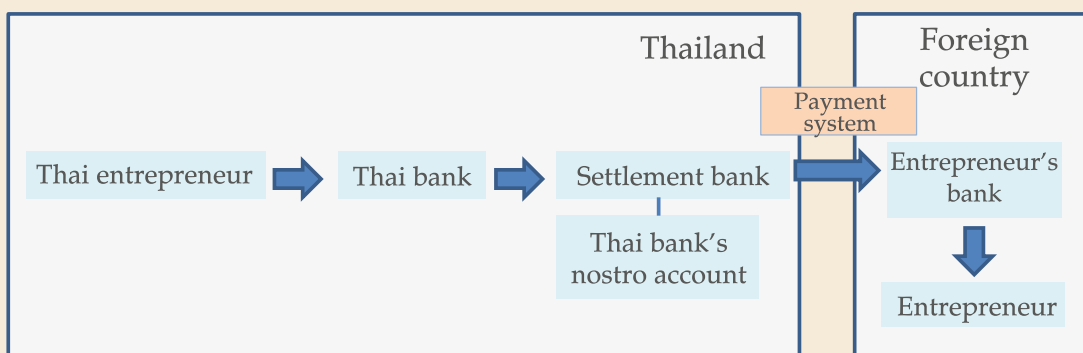 Thailand
Foreign
country
Payment
system
Thai entrepreneur
Thai bank
Settlement bank
Entrepreneur’s
bank
Thai bank’s
nostro account
Entrepreneur